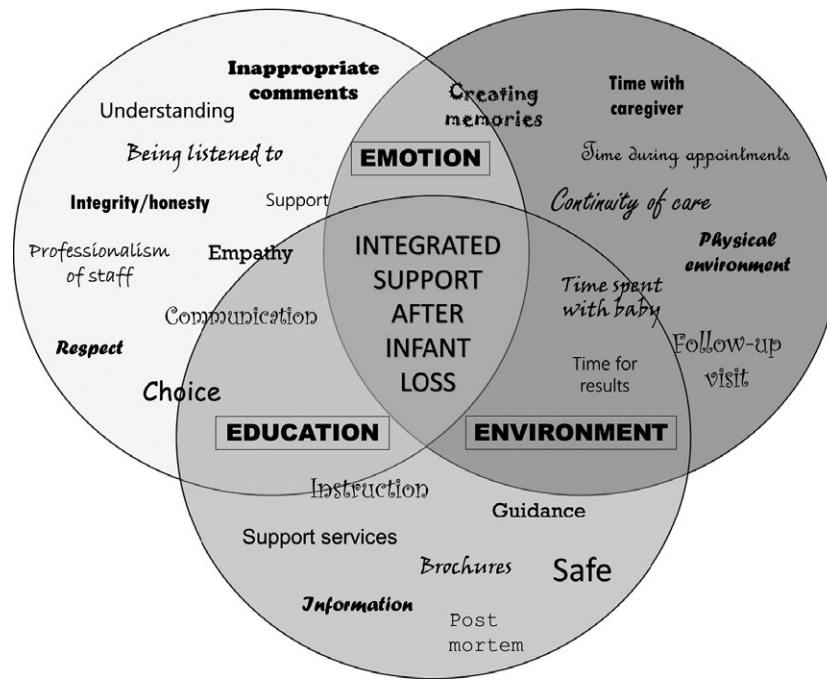 Inappropriate
comments
Understanding
Being listened to
Integrity/honesty
Support
Professionalism
of staff
Empathy
Communication
Respect
Choice
EMOTION
Creating
memories
Time with
caregiver
Time during appointments
Continuity of care
Physical
environment
Time spent
with baby
Follow-up
visit
Time for
results
INTEGRATED
SUPPORT
AFTER
INFANT
LOSS
EDUCATION
ENVIRONMENT
Instruction
Guidance
Support services
Brochures
Safe
Information
Post
mortem